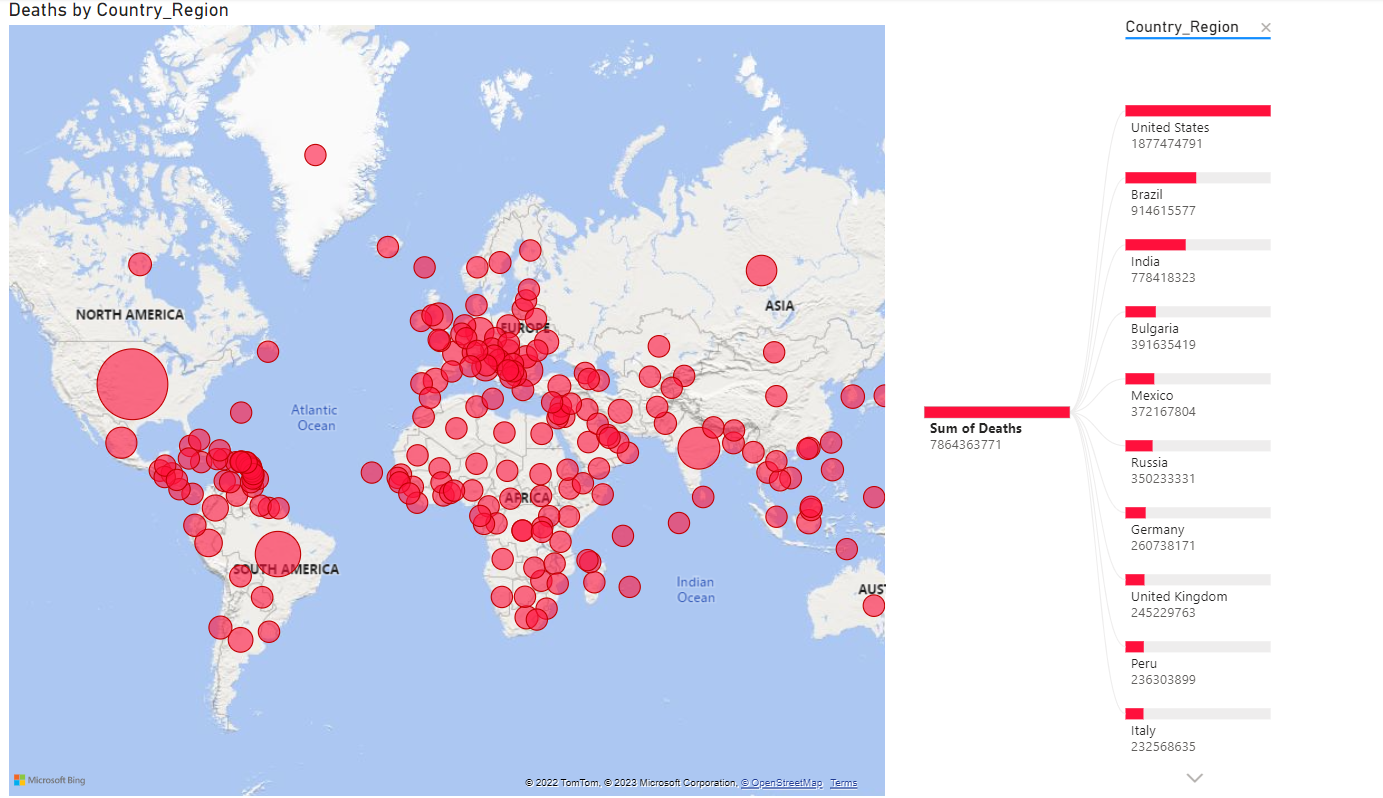 Deaths by Country_Region
NORTH AMERICA
Atlantic
Ocean
EUROPE
ASIA
AFRICA
SOUTH AMERICA
Indian
Ocean
AUS
Microsoft Bing
© 2022 TomTom, © 2023 Microsoft Corporation, © OpenStreetMap Terms
Sum of Deaths
7864363771
Country_Region ×
United States
1877474791
Brazil
914615577
India
778418323
Bulgaria
391635419
Mexico
372167804
Russia
350233331
Germany
260738171
United Kingdom
245229763
Peru
236303899
Italy
232568635